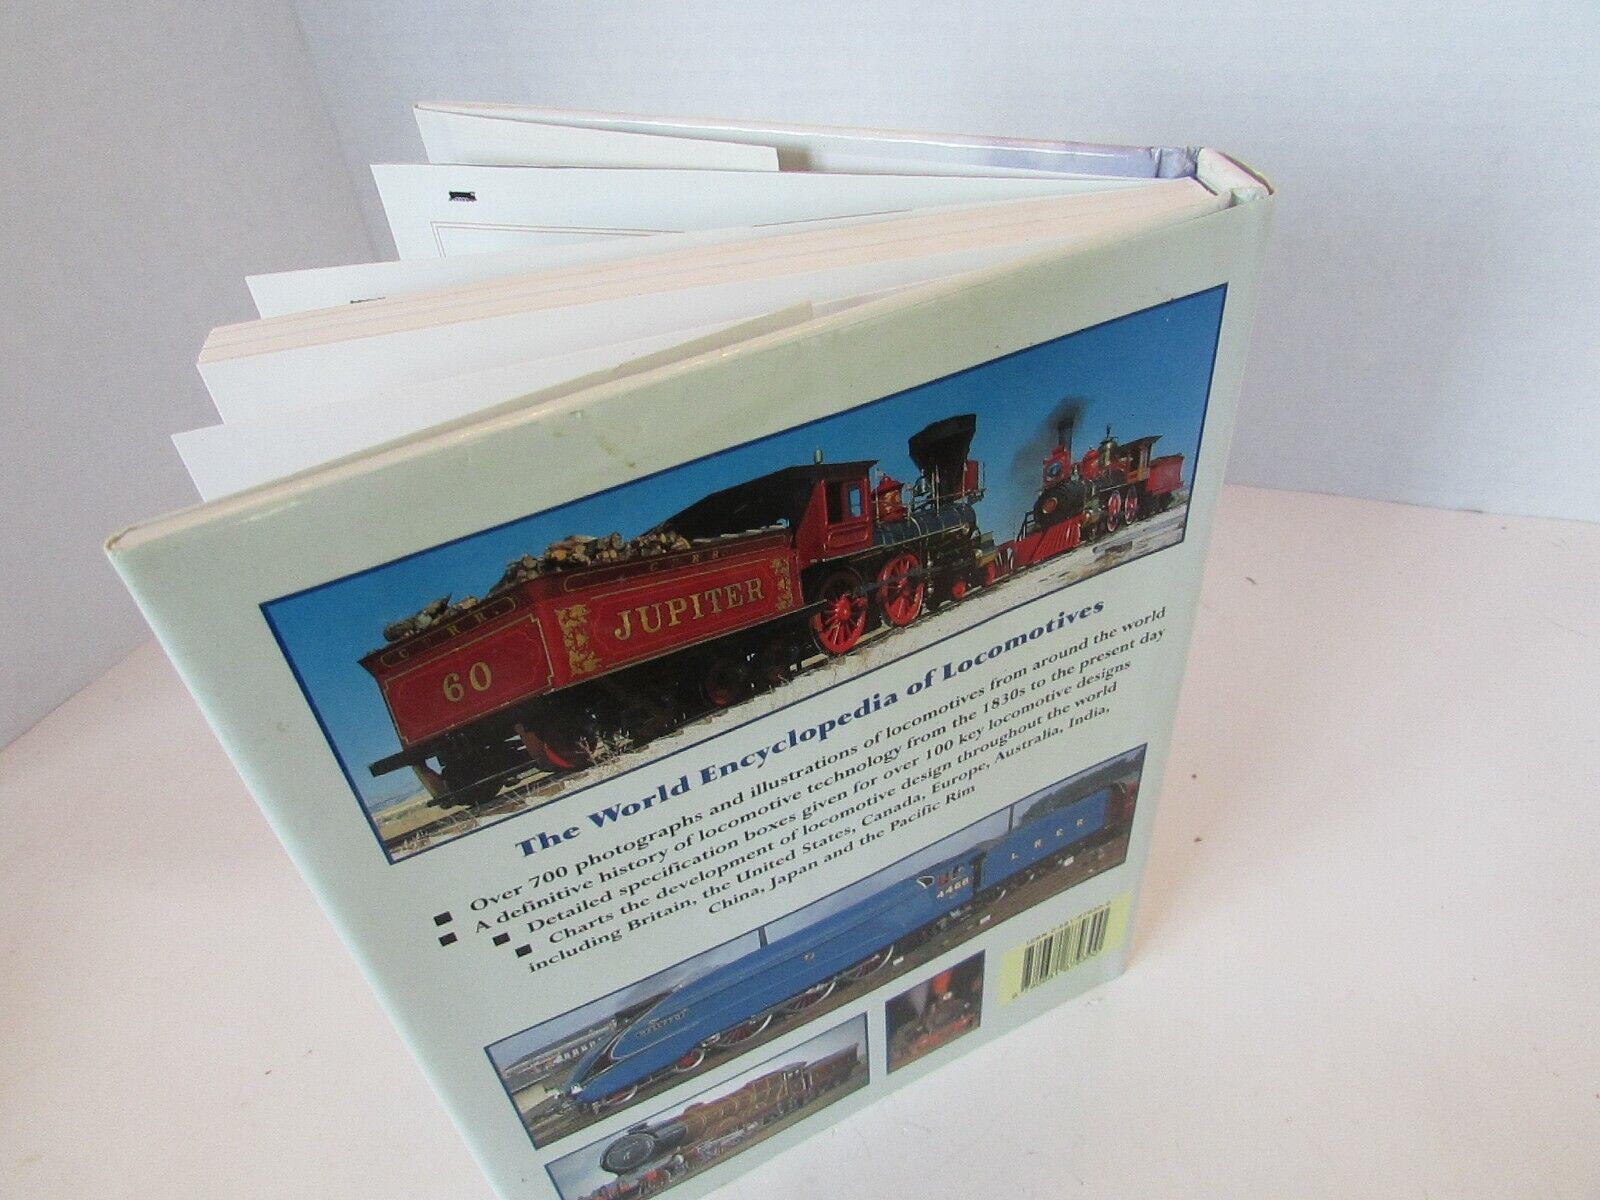 C. P. R. R.
C. P. R. R.
60
JUPITER
The World Encyclopedia of Locomotives
■ Over 700 photographs and illustrations of locomotives from around the world
■ A definitive history of locomotive technology from the 1830s to the present day
■ Detailed specification boxes given for over 100 key locomotive designs
■ Charts the development of locomotive design throughout the world
including Britain, the United States, Canada, Europe, Australia, India,
China, Japan and the Pacific Rim
L N E R
4468
MALLARD